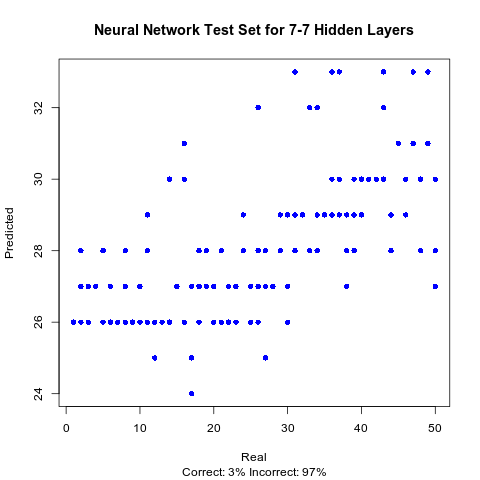 Neural Network Test Set for 7-7 Hidden Layers
Predicted
32
30
28
26
24
0 10 20 30 40 50
Real
Correct: 3% Incorrect: 97%